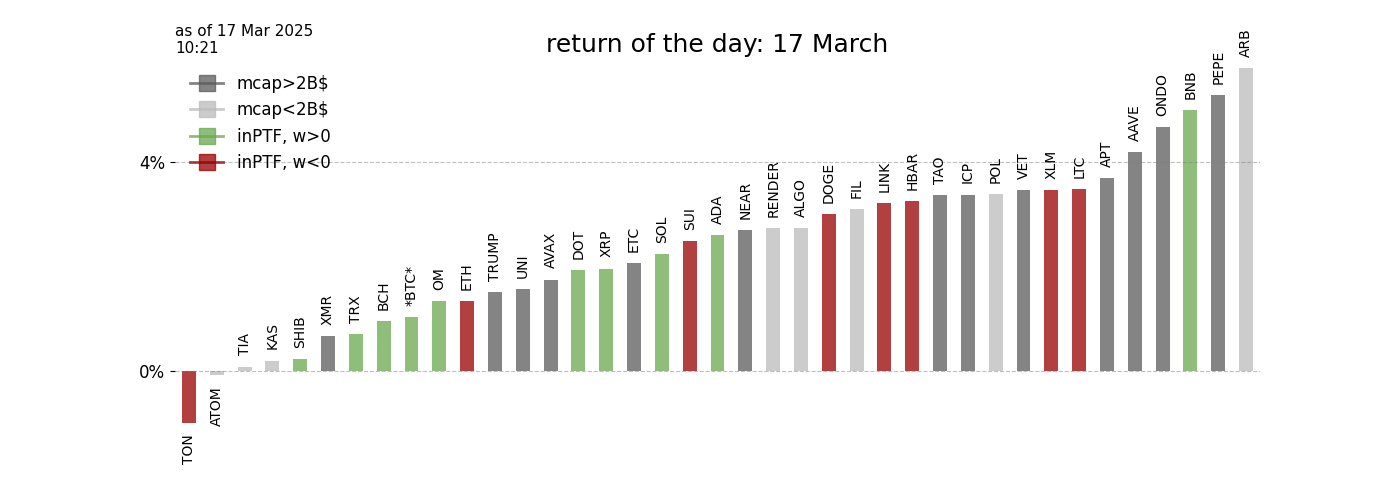 as of 17 Mar 2025
10:21
return of the day: 17 March
mcap>2B$
mcap<2B$
inPTF, w>0
inPTF, w<0
4%
0%
TON
ATOM
TIA
KAS
SHIB
XMR
TRX
BCH
*BTC*
OM
ETH
TRUMP
UNI
AVAX
DOT
XRP
ETC
SOL
SUI
ADA
NEAR
RENDER
ALGO
DOGE
FIL
LINK
HBAR
TAO
ICP
POL
VET
XLM
LTC
APT
AAVE
ONDO
BNB
PEPE
ARB